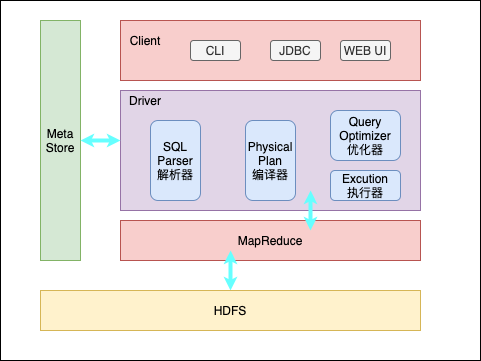 Client
CLI
JDBC
WEB UI
Meta
Store
Driver
SQL
Parser
解析器
Physical
Plan
编译器
Query
Optimizer
优化器
Excution
执行器
MapReduce
HDFS